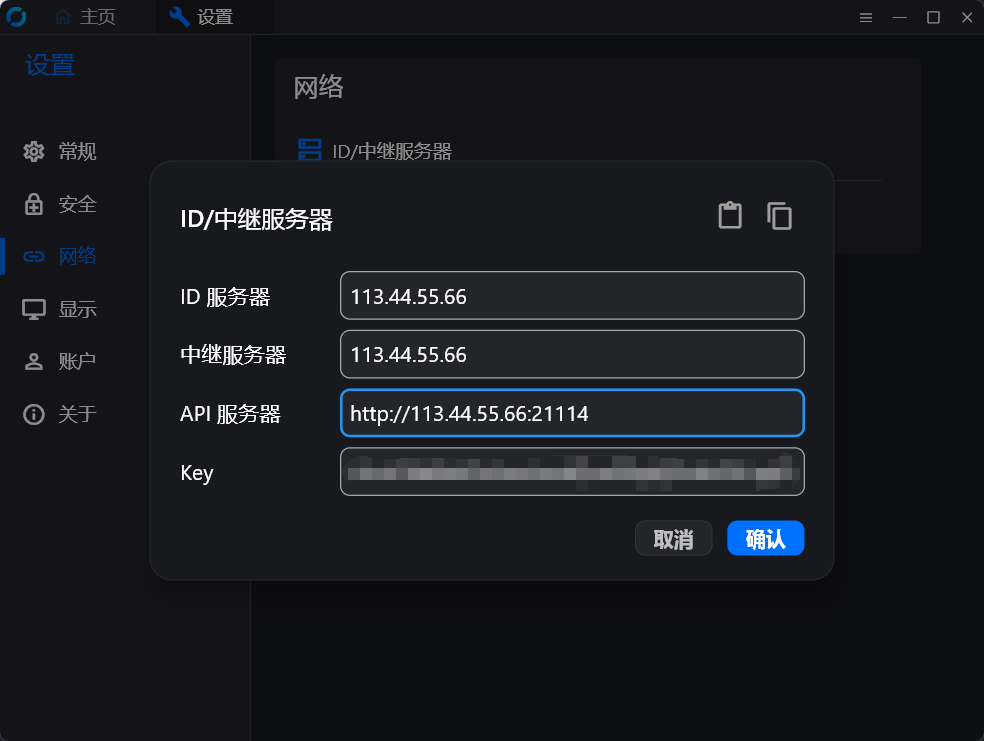 主页
设置
设置
网络
常规
ID/中继服务器
安全
ID/中继服务器
网络
ID 服务器
113.44.55.66
显示
中继服务器
113.44.55.66
账户
API 服务器
http://113.44.55.66:21114
关于
Key
取消
确认